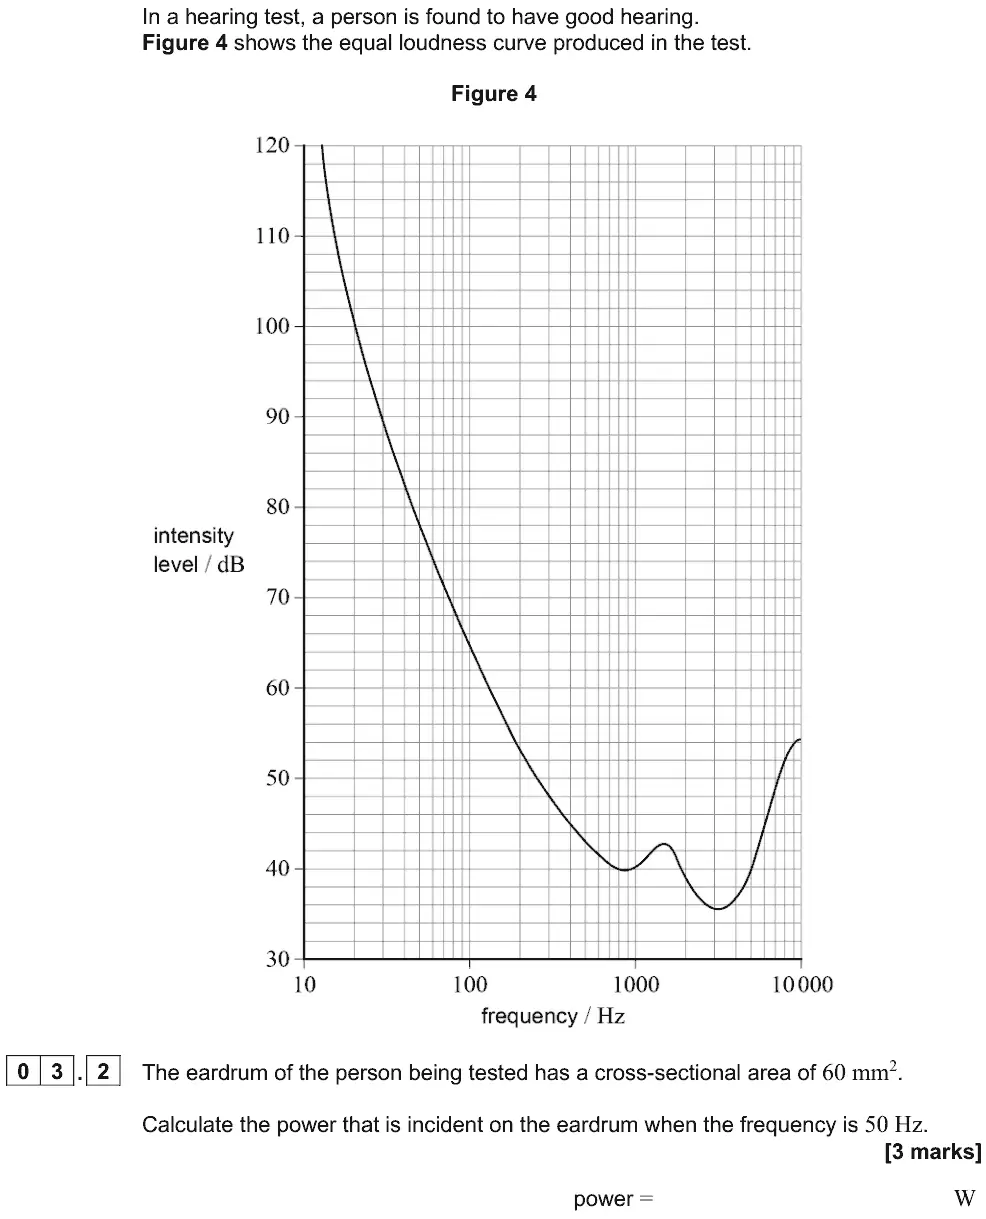 In a hearing test, a person is found to have good hearing.
Figure 4 shows the equal loudness curve produced in the test.
Figure 4
120
110
100
90
80
intensity
level / dB
70
60
50
40
30
10 100 1000 10 000
frequency / Hz
0 3 . 2 The eardrum of the person being tested has a cross-sectional area of 60 mm².
Calculate the power that is incident on the eardrum when the frequency is 50 Hz.
[3 marks]
power = W